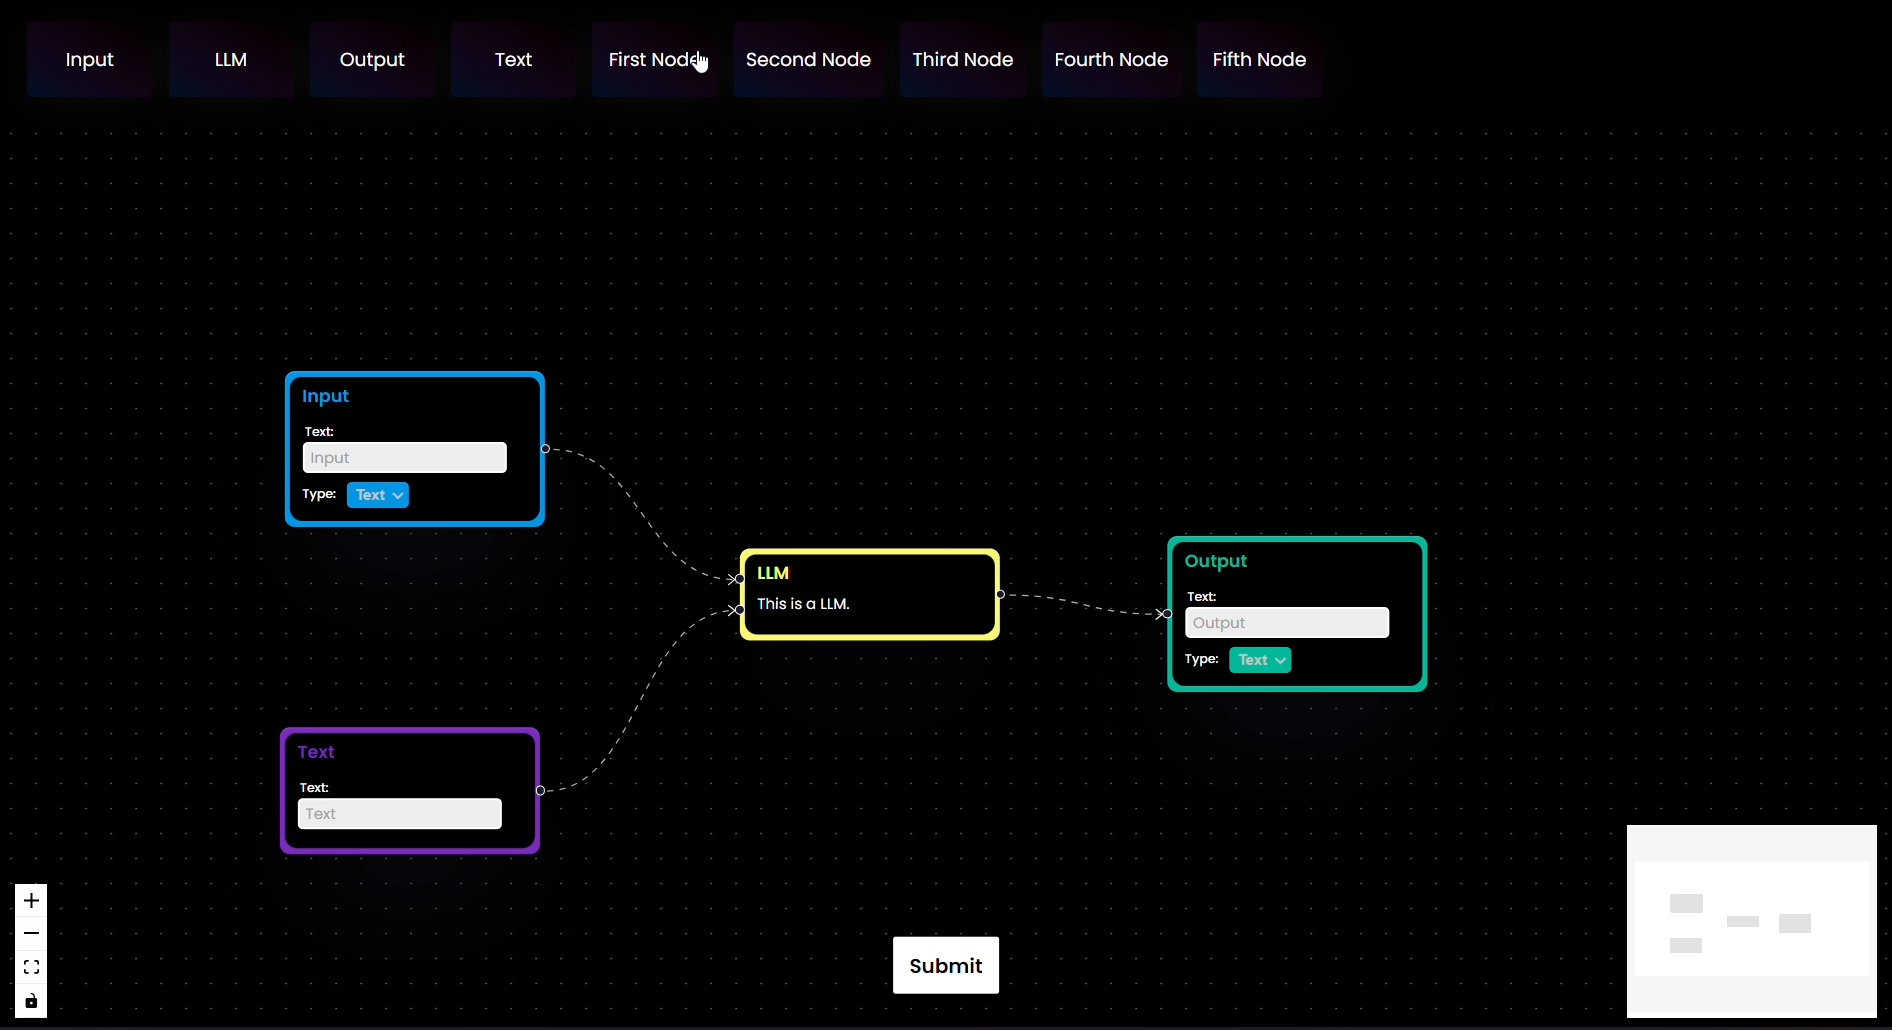 Input
LLM
Output
Text
First Node
Second Node
Third Node
Fourth Node
Fifth Node
Input
Text:
Input
Type: Text
LLM
This is a LLM.
Output
Text:
Output
Type: Text
Text
Text:
Text
Submit